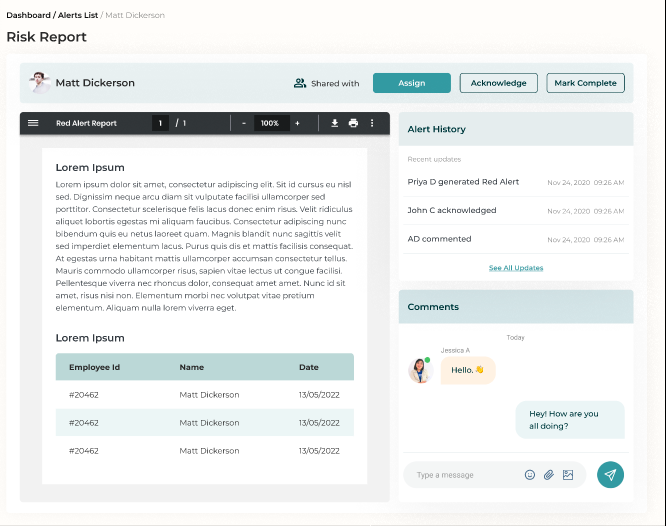 Dashboard / Alerts List / Matt Dickerson
Risk Report
Matt Dickerson
Shared with
Assign
Acknowledge
Mark Complete
Red Alert Report
1 / 1
- 100% +
Lorem Ipsum
Lorem ipsum dolor sit amet, consectetur adipiscing elit. Sit id cursus eu nisl
sed. Dignissim neque arcu diam sit vulputate facilisi ullamcorper sed
porttitor. Consectetur scelerisque felis lacus donec enim risus. Velit ridiculus
aliquet lobortis egestas mi aliquam faucibus. Consectetur adipiscing nunc
bibendum quis eu netus laoreet quam. Magnis blandit nunc sagittis velit
sed imperdiet elementum lacus. Purus quis dis et mattis facilisis consequat.
At egestas urna habitant mattis ullamcorper accumsan consectetur tellus.
Mauris commodo ullamcorper risus, sapien vitae lectus ut congue facilisi.
Pellentesque viverra nec rhoncus dolor, consequat amet amet. Nunc id sit
amet, risus nisi non. Elementum morbi nec volutpat vitae pretium
elementum. Aliquam nulla lorem viverra eget.
Lorem Ipsum
Employee Id Name Date
#20462 Matt Dickerson 13/05/2022
#20462 Matt Dickerson 13/05/2022
#20462 Matt Dickerson 13/05/2022
Alert History
Recent updates
Priya D generated Red Alert Nov 24, 2020 09:26 AM
John C acknowledged Nov 24, 2020 09:26 AM
AD commented Nov 24, 2020 09:26 AM
See All Updates
Comments
Today
Jessica A
Hello. 👋
Hey! How are you
all doing?
Type a message